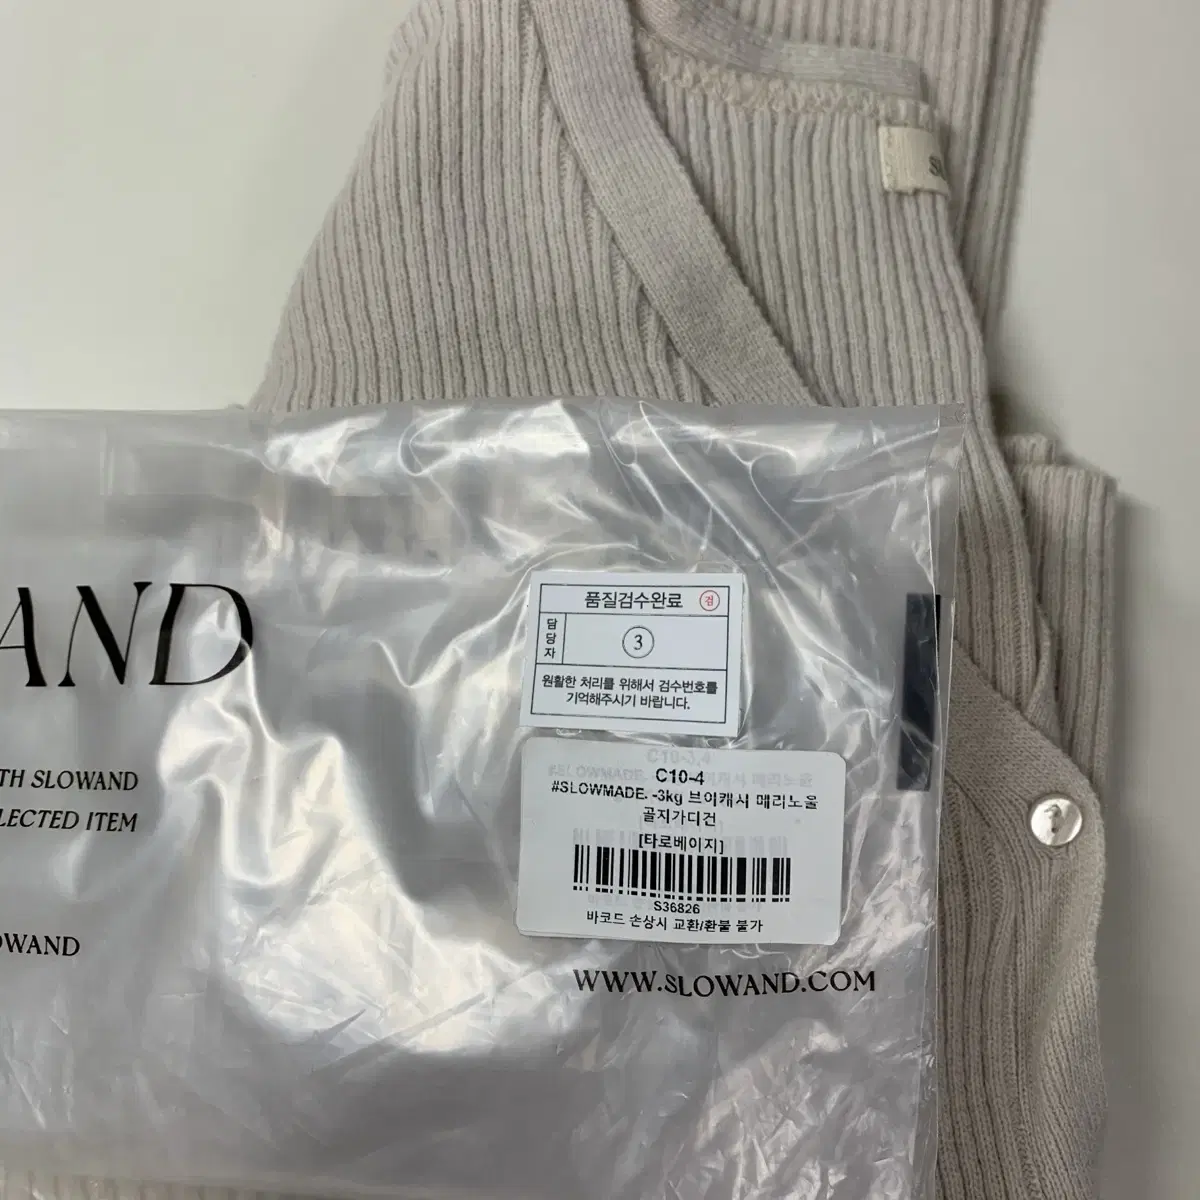 AND
TH SLOWAND
LECTED ITEM
OWAND
품질검수완료 검
담당자
3
원활한 처리를 위해서 검수번호를
기억해주시기 바랍니다.
C10-3,4
C10-4
#SLOWMADE. -3kg 브이캐시 메리노울
골지가디건
[타로베이지]
S36826
바코드 손상시 교환/환불 불가
WWW.SLOWAND.COM